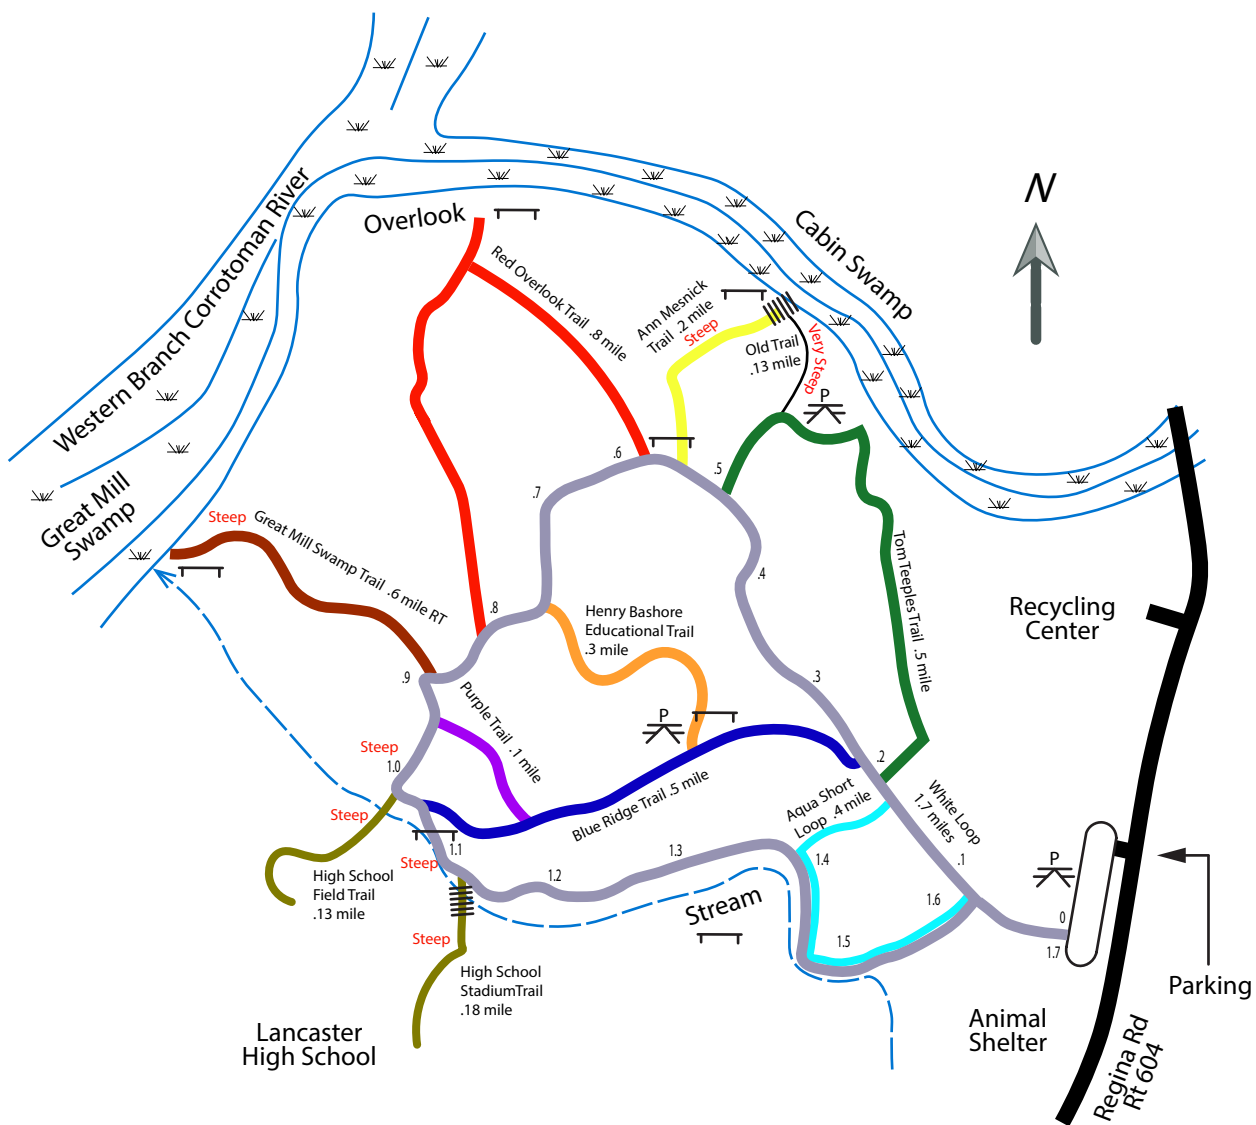 N
Western Branch Corrotoman River
Overlook
Red Overlook Trail .8 mile
Ann Mesnick
Trail .2 mile
Steep
Cabin Swamp
Old Trail
.13 mile
Very Steep
P
Great Mill
Swamp
Steep
Great Mill Swamp Trail .6 mile RT
.6
.5
.7
.4
Tom Teeples Trail .5 mile
Recycling
Center
Henry Bashore
Educational Trail
.3 mile
.8
.9
.3
Purple Trail .1 mile
P
Steep
1.0
.2
Blue Ridge Trail .5 mile
Aqua Short
Loop .4 mile
White Loop
1.7 miles
Steep
1.1
Steep
1.2
1.3
1.4
.1
P
High School
Field Trail
.13 mile
Stream
1.6
0
1.7
1.5
Steep
High School
StadiumTrail
.18 mile
Parking
Lancaster
High School
Animal
Shelter
Regina Rd
Rt 604